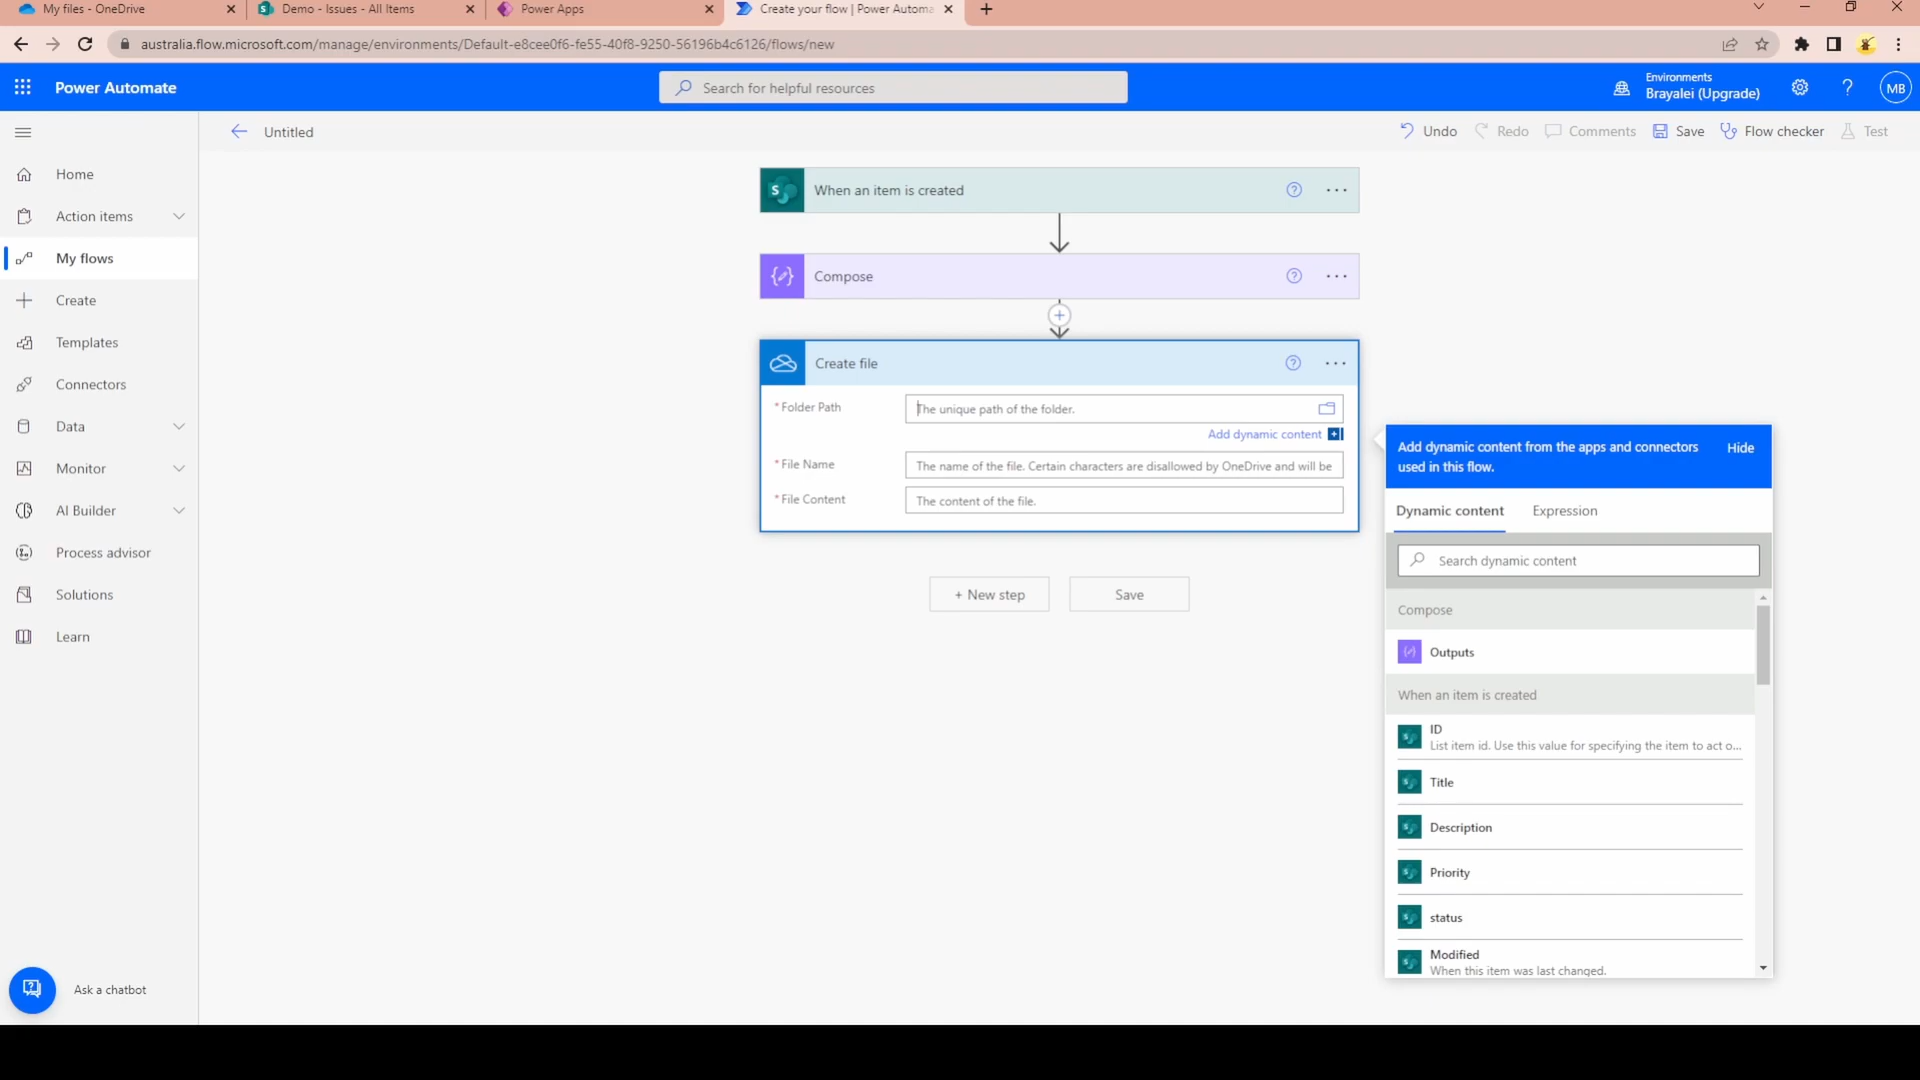 My files - OneDrive
Demo - Issues - All Items
Power Apps
Create your flow | Power Automa
australia.flow.microsoft.com/manage/environments/Default-e8cee0f6-fe55-40f8-9250-56196b4c6126/flows/new
Power Automate
Search for helpful resources
Environments
Brayalei (Upgrade)
MB
Untitled
Undo
Redo
Comments
Save
Flow checker
Test
Home
Action items
My flows
Create
Templates
Connectors
Data
Monitor
AI Builder
Process advisor
Solutions
Learn
Ask a chatbot
When an item is created
Compose
Create file
* Folder Path
The unique path of the folder.
Add dynamic content
* File Name
The name of the file. Certain characters are disallowed by OneDrive and will be
* File Content
The content of the file.
+ New step
Save
Add dynamic content from the apps and connectors
used in this flow.
Hide
Dynamic content
Expression
Search dynamic content
Compose
Outputs
When an item is created
ID
List item id. Use this value for specifying the item to act o...
Title
Description
Priority
status
Modified
When this item was last changed.